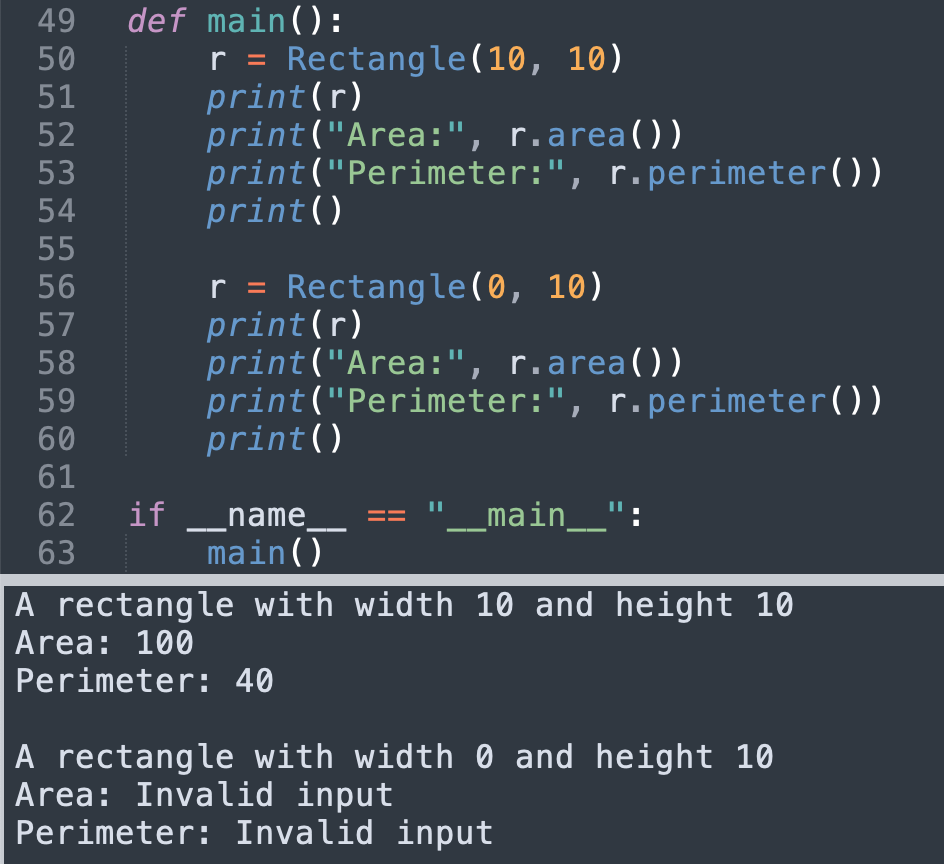 49 def main():
50     r = Rectangle(10, 10)
51     print(r)
52     print("Area:", r.area())
53     print("Perimeter:", r.perimeter())
54     print()
55
56     r = Rectangle(0, 10)
57     print(r)
58     print("Area:", r.area())
59     print("Perimeter:", r.perimeter())
60     print()
61
62 if __name__ == "__main__":
63     main()
A rectangle with width 10 and height 10
Area: 100
Perimeter: 40

A rectangle with width 0 and height 10
Area: Invalid input
Perimeter: Invalid input